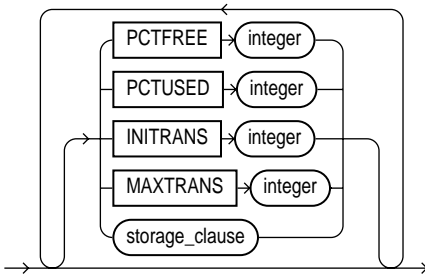 PCTFREE integer
PCTUSED integer
INITRANS integer
MAXTRANS integer
storage_clause